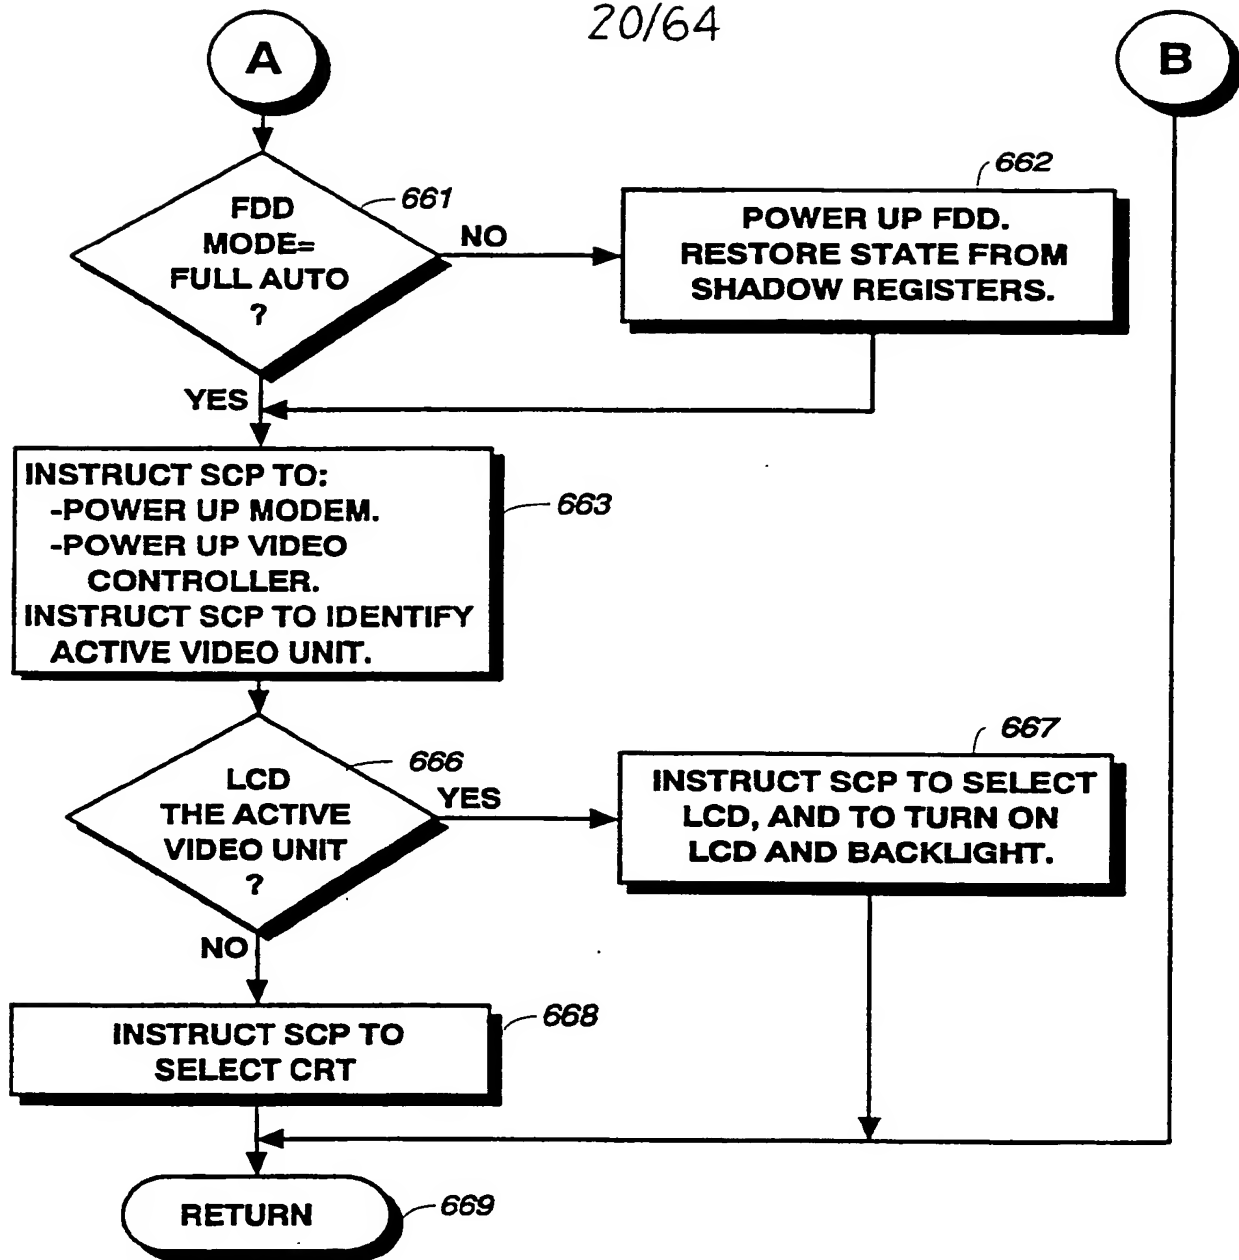 20/64
A
B
FDD
MODE=
FULL AUTO
?
661
NO
662
POWER UP FDD.
RESTORE STATE FROM
SHADOW REGISTERS.
YES
INSTRUCT SCP TO:
-POWER UP MODEM.
-POWER UP VIDEO
CONTROLLER.
INSTRUCT SCP TO IDENTIFY
ACTIVE VIDEO UNIT.
663
LCD
THE ACTIVE
VIDEO UNIT
?
666
YES
667
INSTRUCT SCP TO SELECT
LCD, AND TO TURN ON
LCD AND BACKLIGHT.
NO
INSTRUCT SCP TO
SELECT CRT
668
RETURN
669